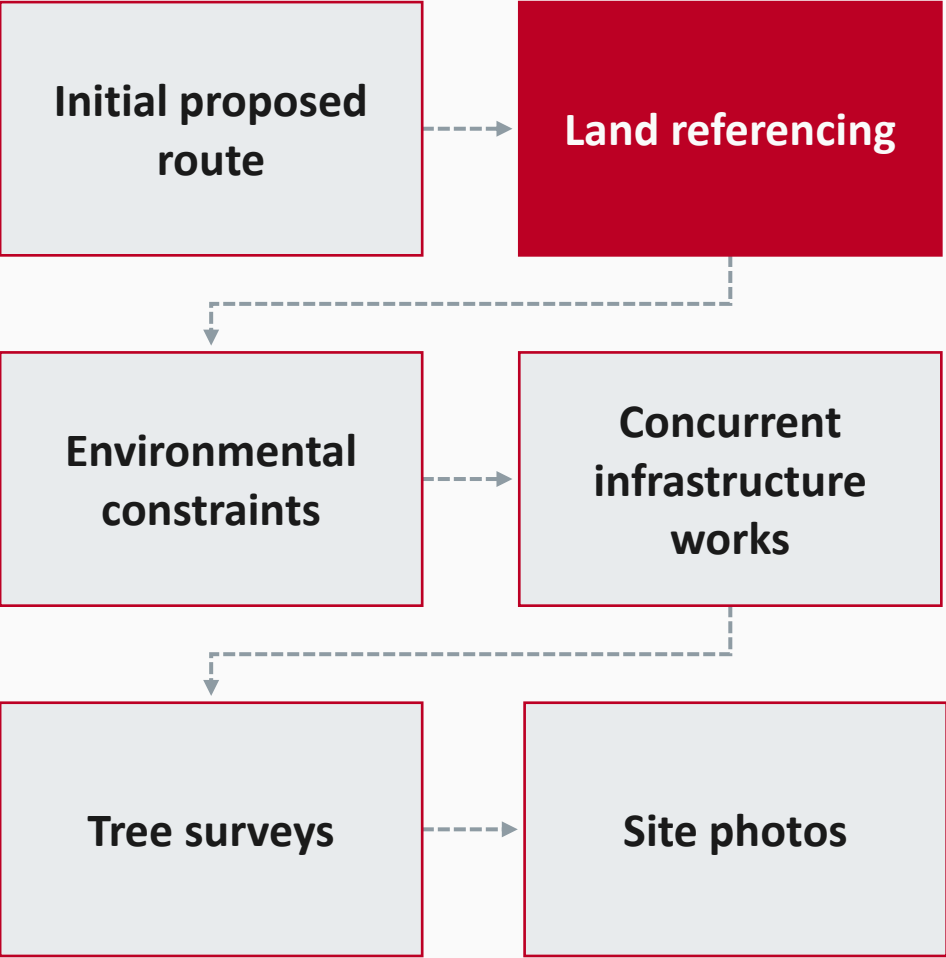 Initial proposed
route
Land referencing
Environmental
constraints
Concurrent
infrastructure
works
Tree surveys
Site photos